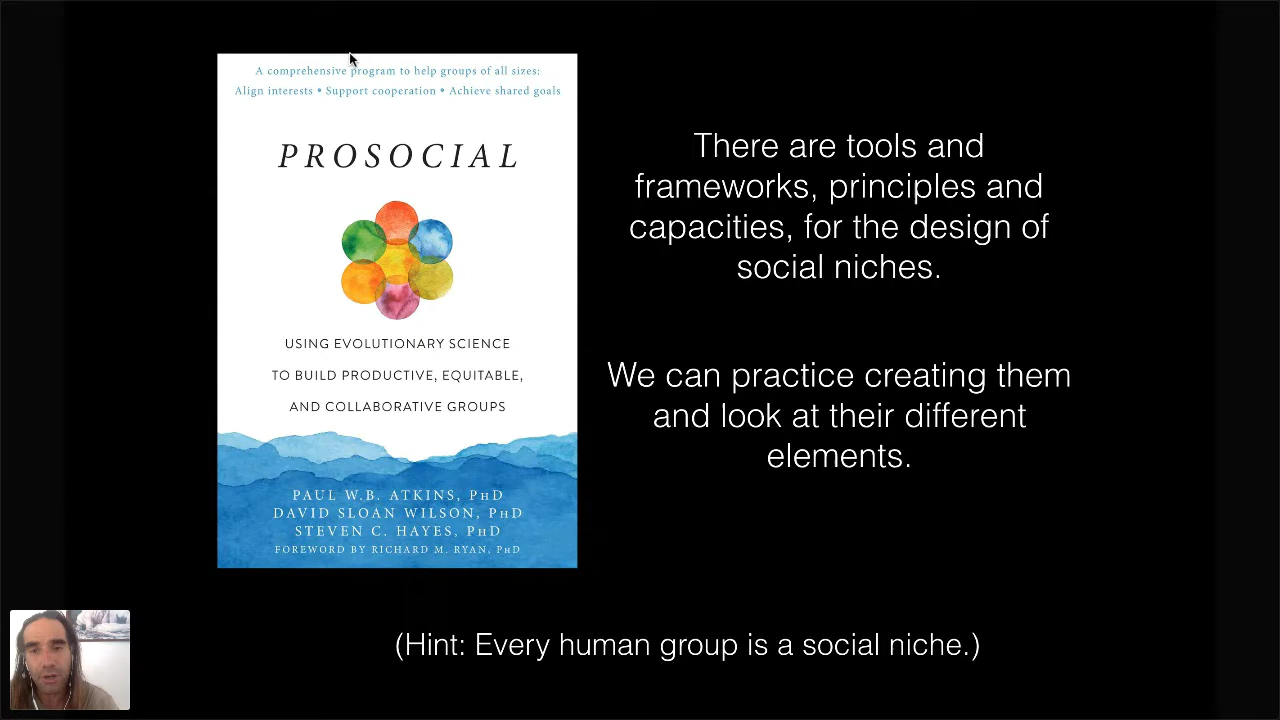 A comprehensive program to help groups of all sizes:
Align interests • Support cooperation • Achieve shared goals
PROSOCIAL
USING EVOLUTIONARY SCIENCE
TO BUILD PRODUCTIVE, EQUITABLE,
AND COLLABORATIVE GROUPS
PAUL W.B. ATKINS, PHD
DAVID SLOAN WILSON, PHD
STEVEN C. HAYES, PHD
FOREWORD BY RICHARD M. RYAN, PHD
There are tools and
frameworks, principles and
capacities, for the design of
social niches.
We can practice creating them
and look at their different
elements.
(Hint: Every human group is a social niche.)